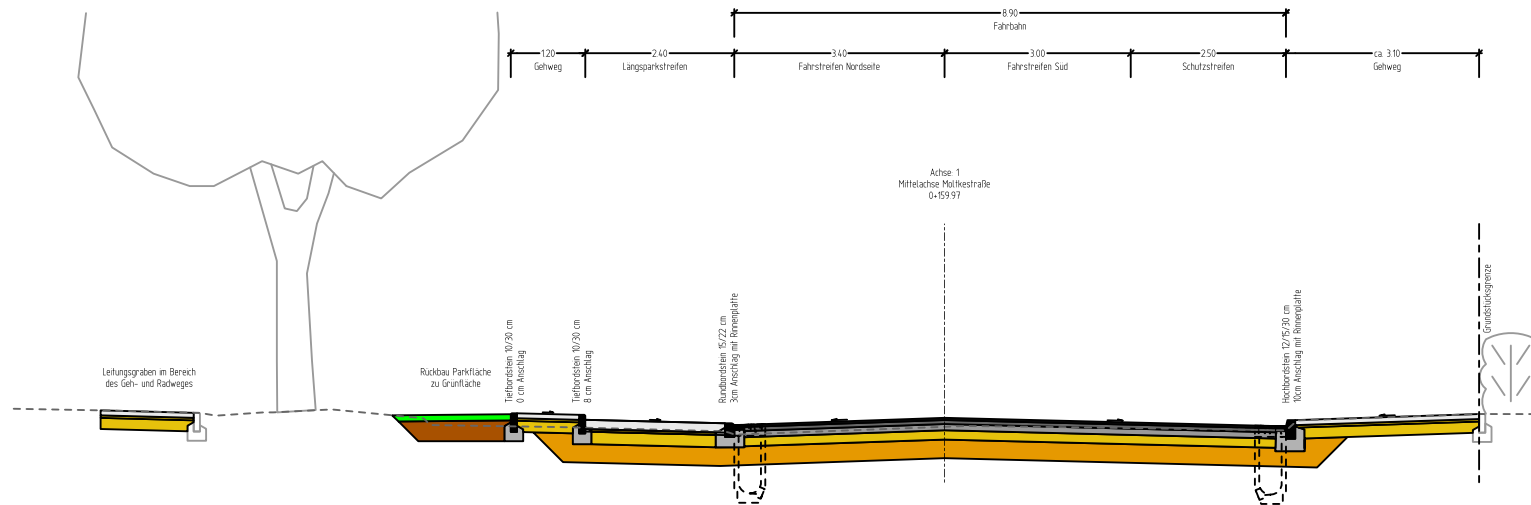 8.90
Fahrbahn
1.20
Gehweg
2.40
Längsparkstreifen
3.40
Fahrstreifen Nordseite
3.00
Fahrstreifen Süd
2.50
Schutzstreifen
ca. 3.10
Gehweg
Achse: 1
Mittelachse Moltkestraße
0+159.97
Leitungsgraben im Bereich
des Geh- und Radweges
Rückbau Parkfläche
zu Grünfläche
Tiefbordstein 10/30 cm
0 cm Anschlag
Tiefbordstein 10/30 cm
8 cm Anschlag
Rundbordstein 15/22 cm
3cm Anschlag mit Rinnenplatte
Hochbordstein 12/15/30 cm
10cm Anschlag mit Rinnenplatte
Grundstücksgrenze